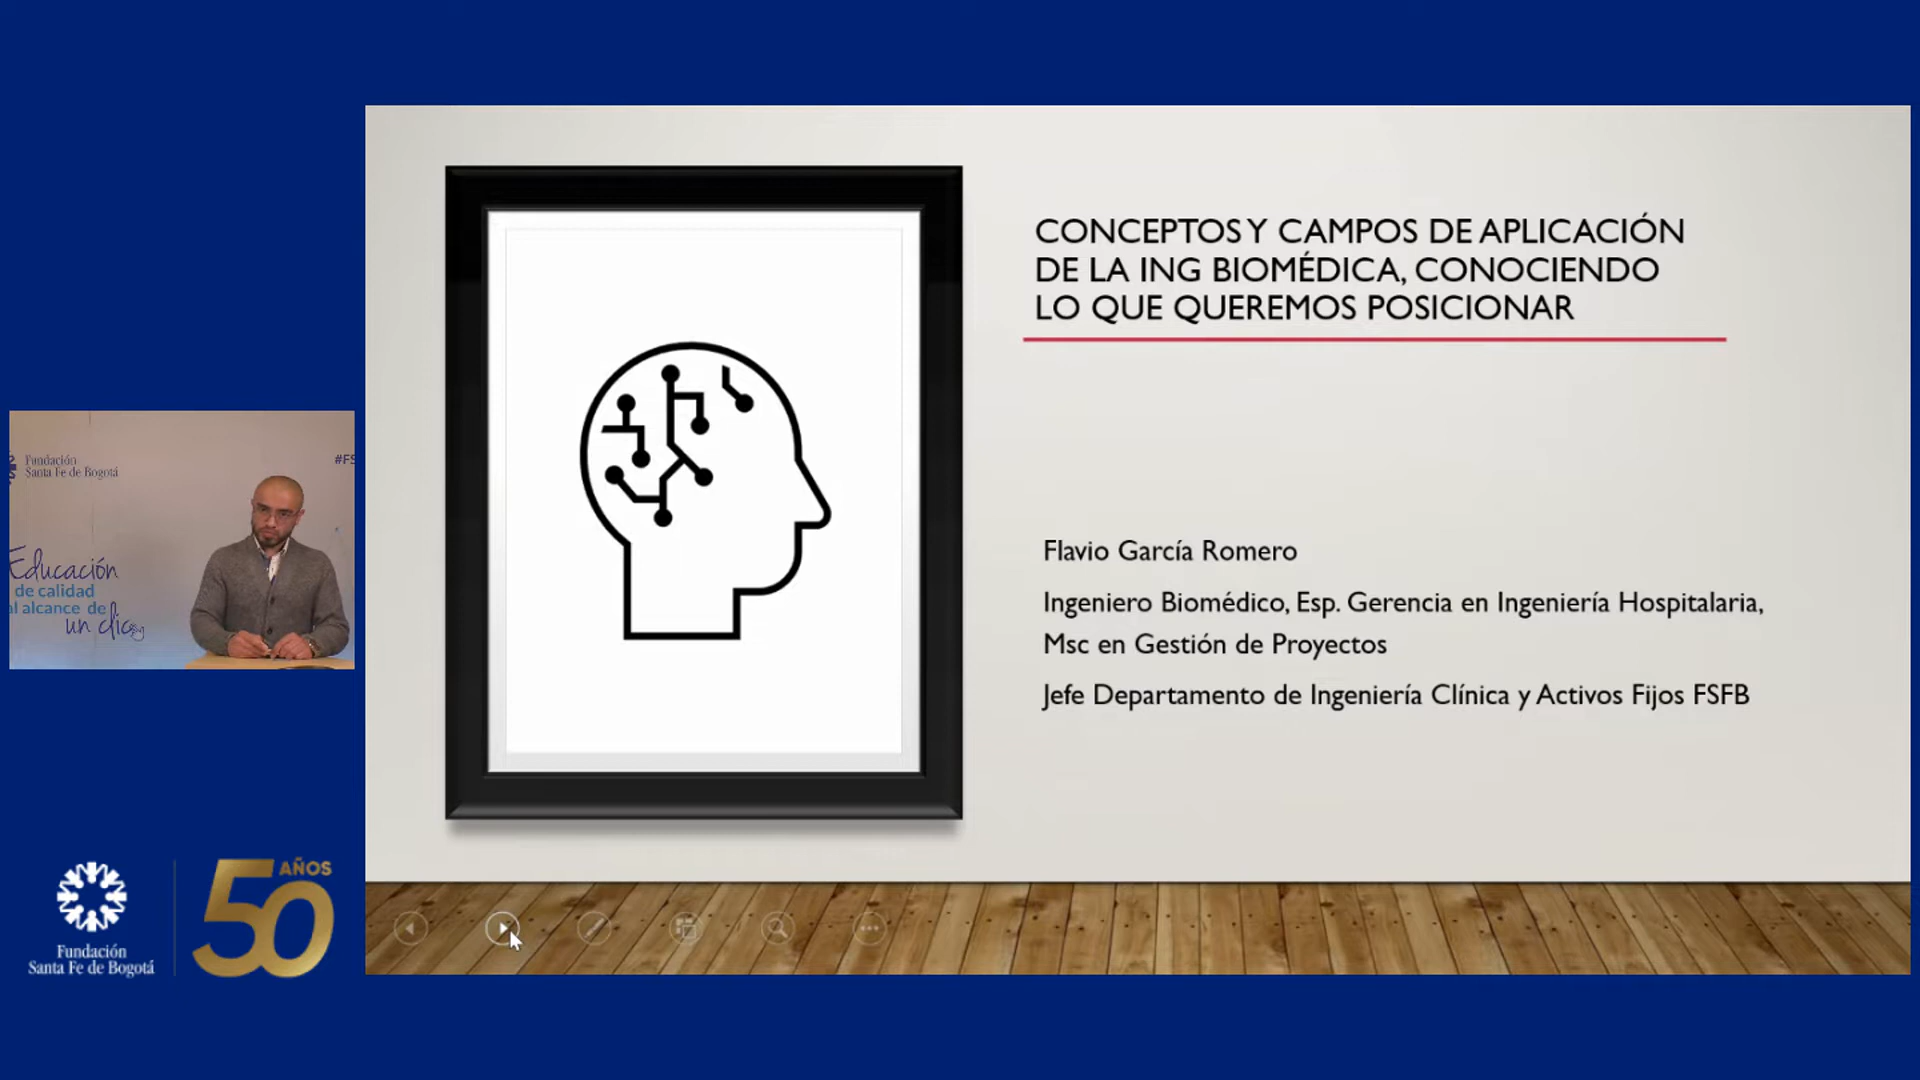 CONCEPTOS Y CAMPOS DE APLICACIÓN
DE LA ING BIOMÉDICA, CONOCIENDO
LO QUE QUEREMOS POSICIONAR
Flavio García Romero
Ingeniero Biomédico, Esp. Gerencia en Ingeniería Hospitalaria,
Msc en Gestión de Proyectos
Jefe Departamento de Ingeniería Clínica y Activos Fijos FSFB
Fundación
Santa Fe de Bogotá
#FS
Educación
de calidad
al alcance de
un clic
Fundación
Santa Fe de Bogotá
50 AÑOS